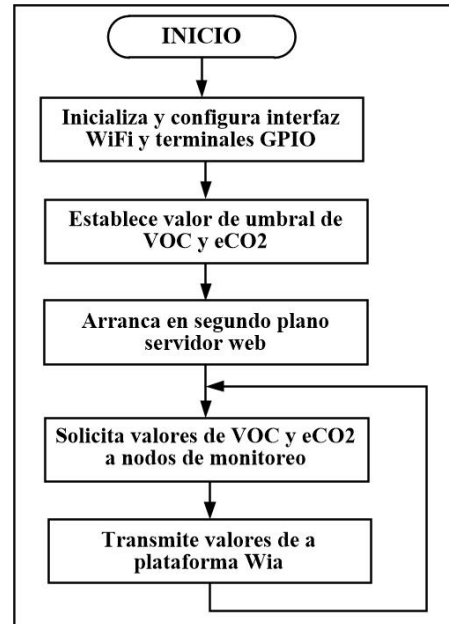 INICIO
Inicializa y configura interfaz
WiFi y terminales GPIO
Establece valor de umbral de
VOC y eCO2
Arranca en segundo plano
servidor web
Solicita valores de VOC y eCO2
a nodos de monitoreo
Transmite valores de a
plataforma Wia